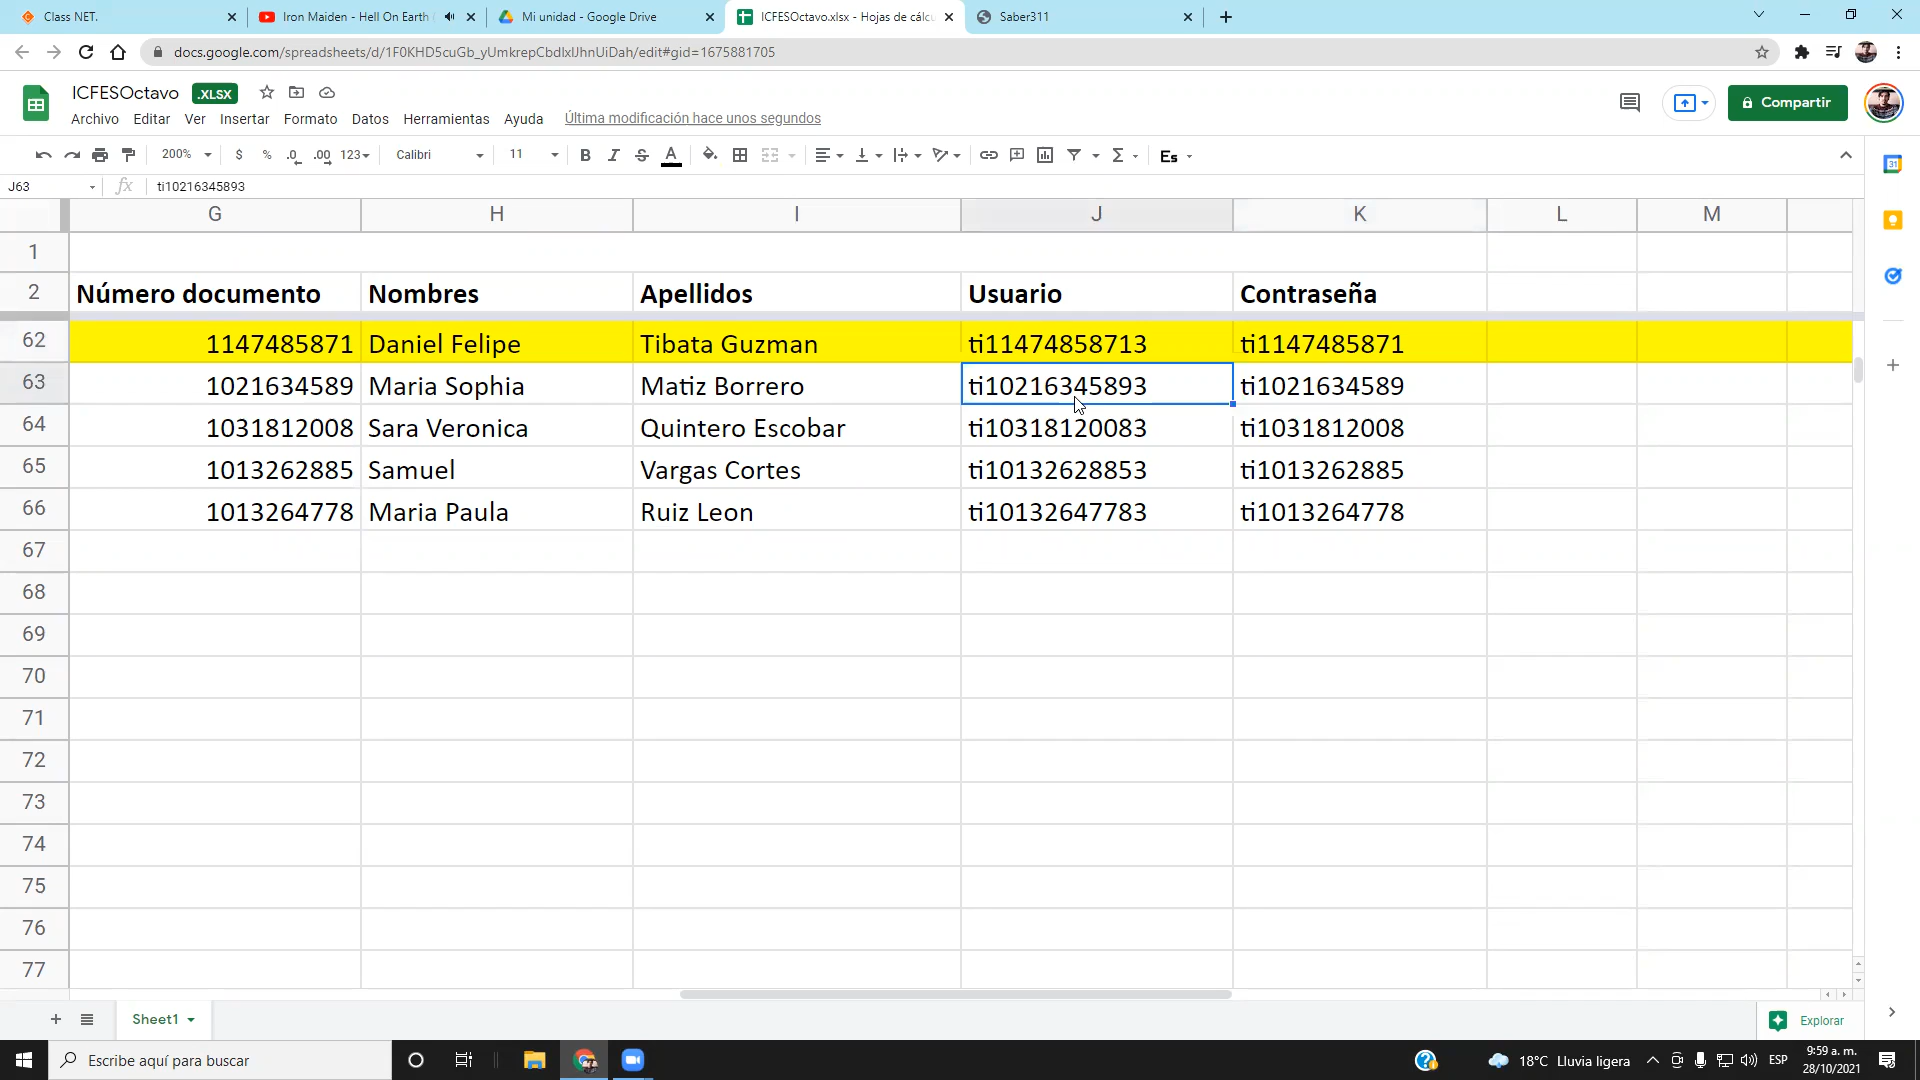 Class NET.
Iron Maiden - Hell On Earth
Mi unidad - Google Drive
ICFESOctavo.xlsx - Hojas de cálcu
Saber311
docs.google.com/spreadsheets/d/1F0KHD5cuGb_yUmkrepCbdIxIJhnUiDah/edit#gid=1675881705
ICFESOctavo .XLSX
Compartir
Archivo Editar Ver Insertar Formato Datos Herramientas Ayuda Última modificación hace unos segundos
200% $ % .0 .00 123 Calibri 11 B I S A Σ Es
31
J63 fx ti10216345893
G H I J K L M
1
2 Número documento Nombres Apellidos Usuario Contraseña
62 1147485871 Daniel Felipe Tibata Guzman ti11474858713 ti1147485871
63 1021634589 Maria Sophia Matiz Borrero ti10216345893 ti1021634589
64 1031812008 Sara Veronica Quintero Escobar ti10318120083 ti1031812008
65 1013262885 Samuel Vargas Cortes ti10132628853 ti1013262885
66 1013264778 Maria Paula Ruiz Leon ti10132647783 ti1013264778
67
68
69
70
71
72
73
74
75
76
77
Sheet1
Explorar
Escribe aquí para buscar
18°C Lluvia ligera
ESP
9:59 a. m.
28/10/2021